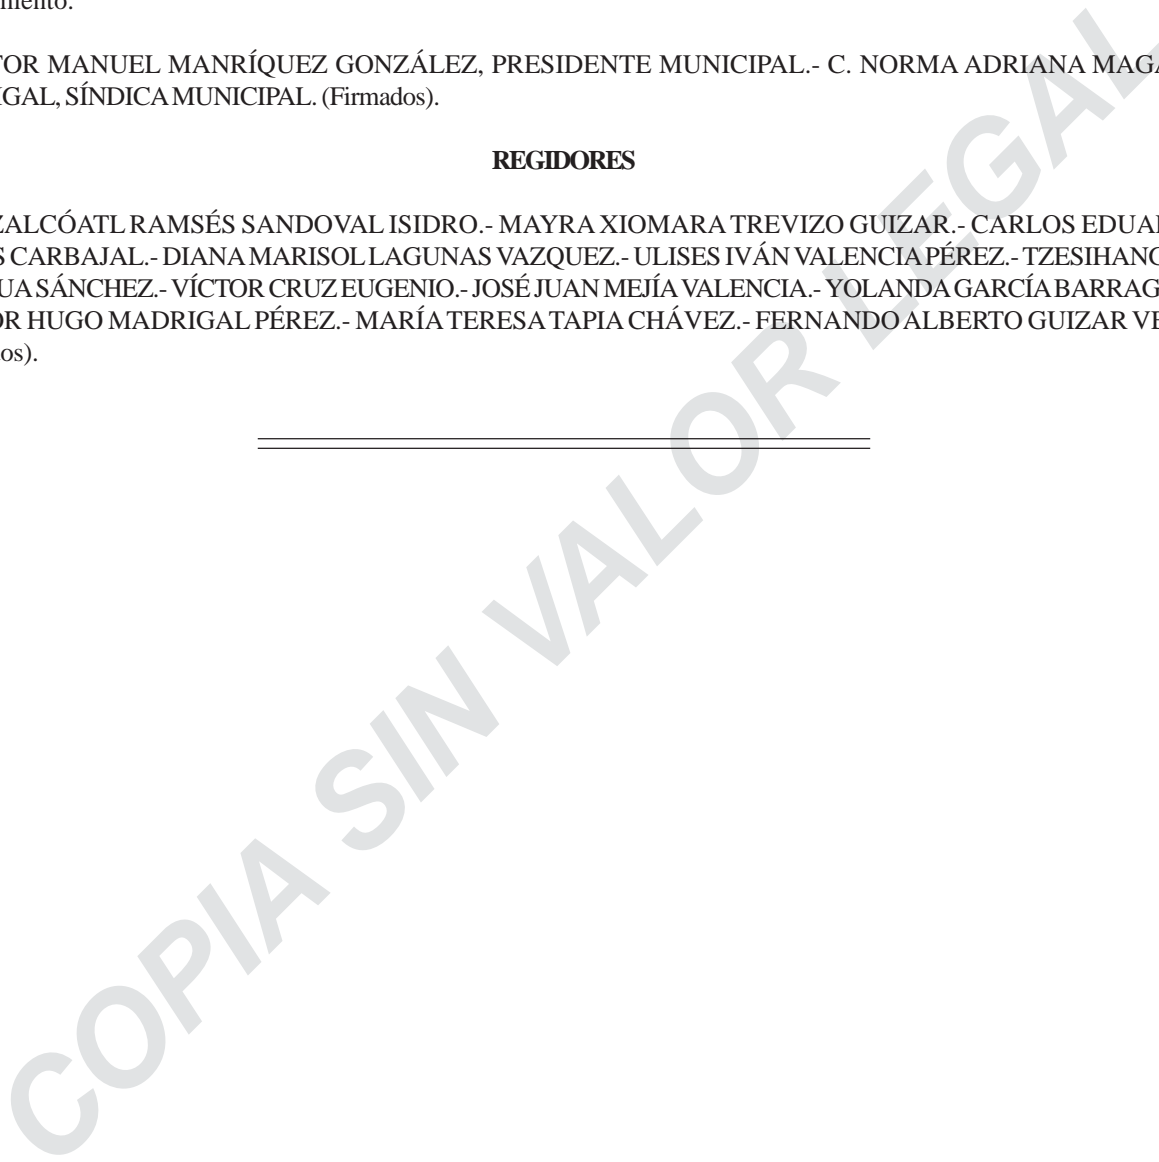 TOR MANUEL MANRÍQUEZ GONZÁLEZ, PRESIDENTE MUNICIPAL.- C. NORMA ADRIANA MAGA
IGAL, SÍNDICA MUNICIPAL. (Firmados).
REGIDORES
ZALCÓATL RAMSÉS SANDOVAL ISIDRO.- MAYRA XIOMARA TREVIZO GUIZAR.- CARLOS EDUA
S CARBAJAL.- DIANA MARISOL LAGUNAS VAZQUEZ.- ULISES IVÁN VALENCIA PÉREZ.- TZESIHANG
UA SÁNCHEZ.- VÍCTOR CRUZ EUGENIO.- JOSÉ JUAN MEJÍA VALENCIA.- YOLANDA GARCÍA BARRAG
OR HUGO MADRIGAL PÉREZ.- MARÍA TERESA TAPIA CHÁVEZ.- FERNANDO ALBERTO GUIZAR VE
os).
COPIA SIN VALOR LEGAL